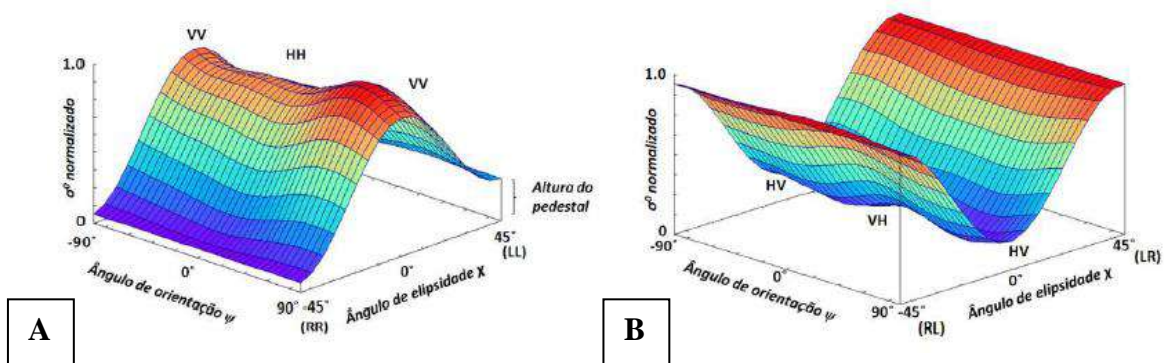 VV
HH
VV
1.0
σ⁰ normalizado
0
-90°
0°
Ângulo de orientação ψ
90° -45°
(RR)
0°
Ângulo de elipsidade χ
45°
(LL)
Altura do
pedestal
A
1.0
σ⁰ normalizado
0
-90°
0°
Ângulo de orientação ψ
HV
VH
HV
90° -45°
(RL)
0°
Ângulo de elipsidade χ
45°
(LR)
B